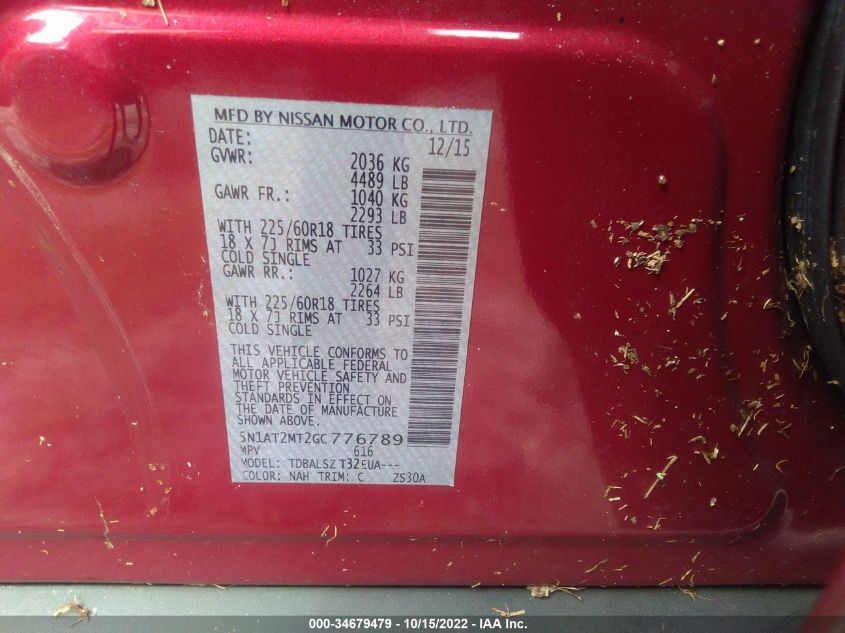 MFD BY NISSAN MOTOR CO., LTD.
DATE: 12/15
GVWR: 2036 KG
4489 LB
GAWR FR.: 1040 KG
2293 LB
WITH 225/60R18 TIRES
18 X 7J RIMS AT 33 PSI
COLD SINGLE
GAWR RR.: 1027 KG
2264 LB
WITH 225/60R18 TIRES
18 X 7J RIMS AT 33 PSI
COLD SINGLE
THIS VEHICLE CONFORMS TO
ALL APPLICABLE FEDERAL
MOTOR VEHICLE SAFETY AND
THEFT PREVENTION
STANDARDS IN EFFECT ON
THE DATE OF MANUFACTURE
SHOWN ABOVE.
5N1AT2MT2GC776789
MPV 616
MODEL: TDBALSZ T32EUA---
COLOR: NAH TRIM: C ZS30A
000-34679479 - 10/15/2022 - IAA Inc.